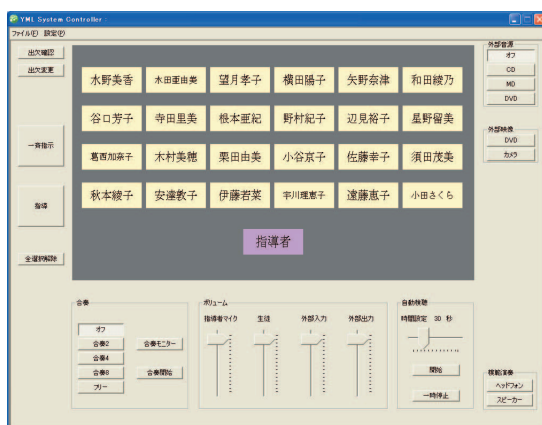 YML System Controller
ファイル(F) 設定(P)
出欠確認
出欠変更
一斉指示
指導
全選択解除
水野美香 水田亜由美 望月孝子 横田陽子 矢野奈津 和田綾乃
谷口芳子 寺田里美 根本亜紀 野村紀子 辺見裕子 星野留美
葛西加奈子 木村美穂 栗田由美 小谷京子 佐藤幸子 須田茂美
秋本綾子 安達敦子 伊藤若菜 宇川理恵子 遠藤恵子 小田さくら
指導者
外部音源
オフ
CD
MD
DVD
外部映像
DVD
カメラ
合奏
オフ
合奏2 合奏モニター
合奏4
合奏8 合奏開始
フリー
ボリューム
指導者マイク 生徒 外部入力 外部出力
自動視聴
時間設定 30 秒
開始
一時停止
模範演奏
ヘッドフォン
スピーカー